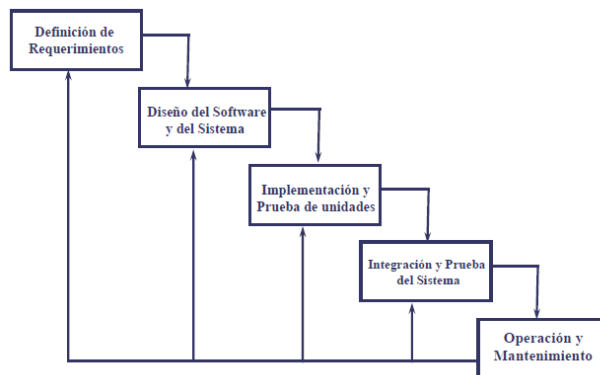 Definición de
Requerimientos
Diseño del Software
y del Sistema
Implementación y
Prueba de unidades
Integración y Prueba
del Sistema
Operación y
Mantenimiento